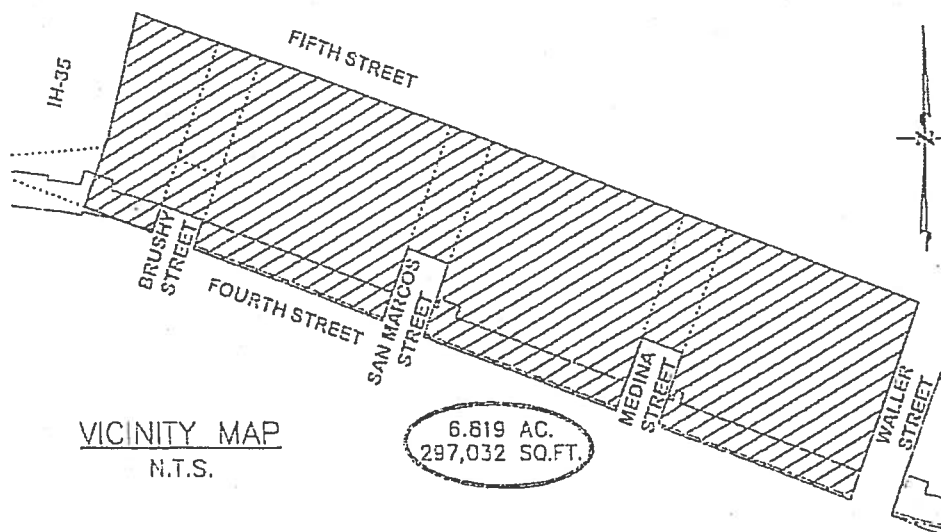 FIFTH STREET
IH-35
BRUSHY
STREET
FOURTH STREET
SAN MARCOS
STREET
MEDINA
STREET
WALLER
STREET
VICINITY MAP
N.T.S.
6.819 AC.
297,032 SQ.FT.
N